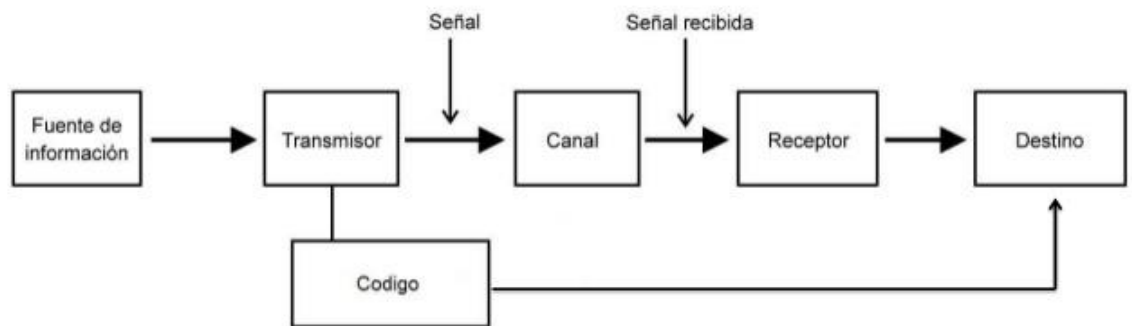 Señal
Señal recibida
Fuente de
información
Transmisor
Canal
Receptor
Destino
Codigo